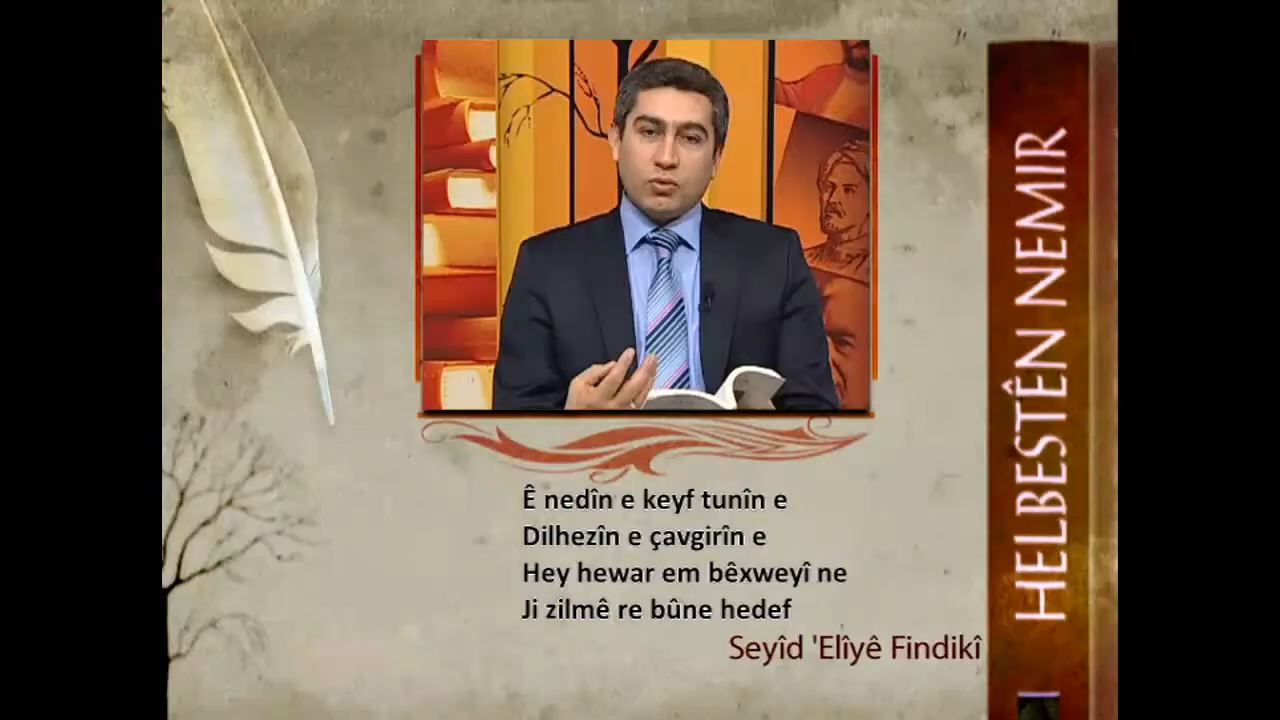 Ê nedîn e keyf tunîn e
Dilhezîn e çavgirîn e
Hey hewar em bêxweyî ne
Ji zilmê re bûne hedef
Seyîd 'Elîyê Findikî
HELBESTÊN NEMIR